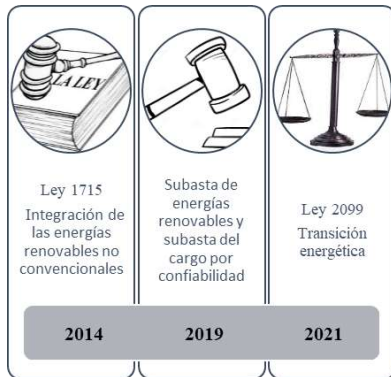 LA LEY
Ley 1715
Integración de
las energías
renovables no
convencionales
Subasta de
energías
renovables y
subasta del
cargo por
confiabilidad
Ley 2099
Transición
energética
2014
2019
2021